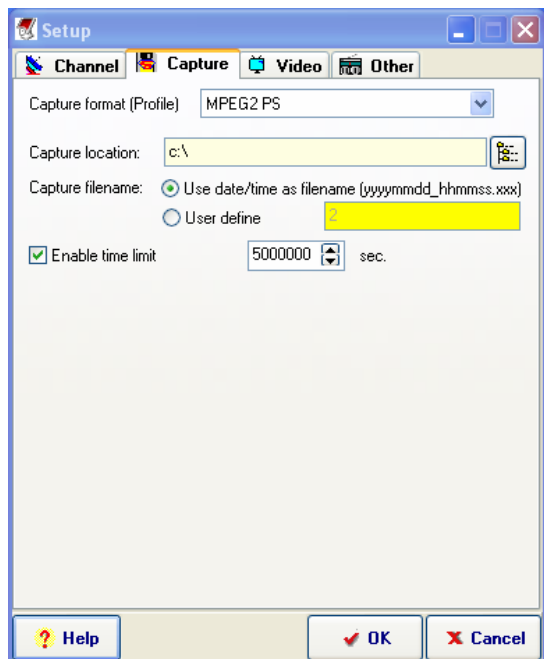 Setup
Channel Capture Video Other
Capture format (Profile) MPEG2 PS
Capture location: c:\
Capture filename: Use date/time as filename (yyyymmdd_hhmmss.xxx)
User define 2
Enable time limit 5000000 sec.
? Help OK X Cancel